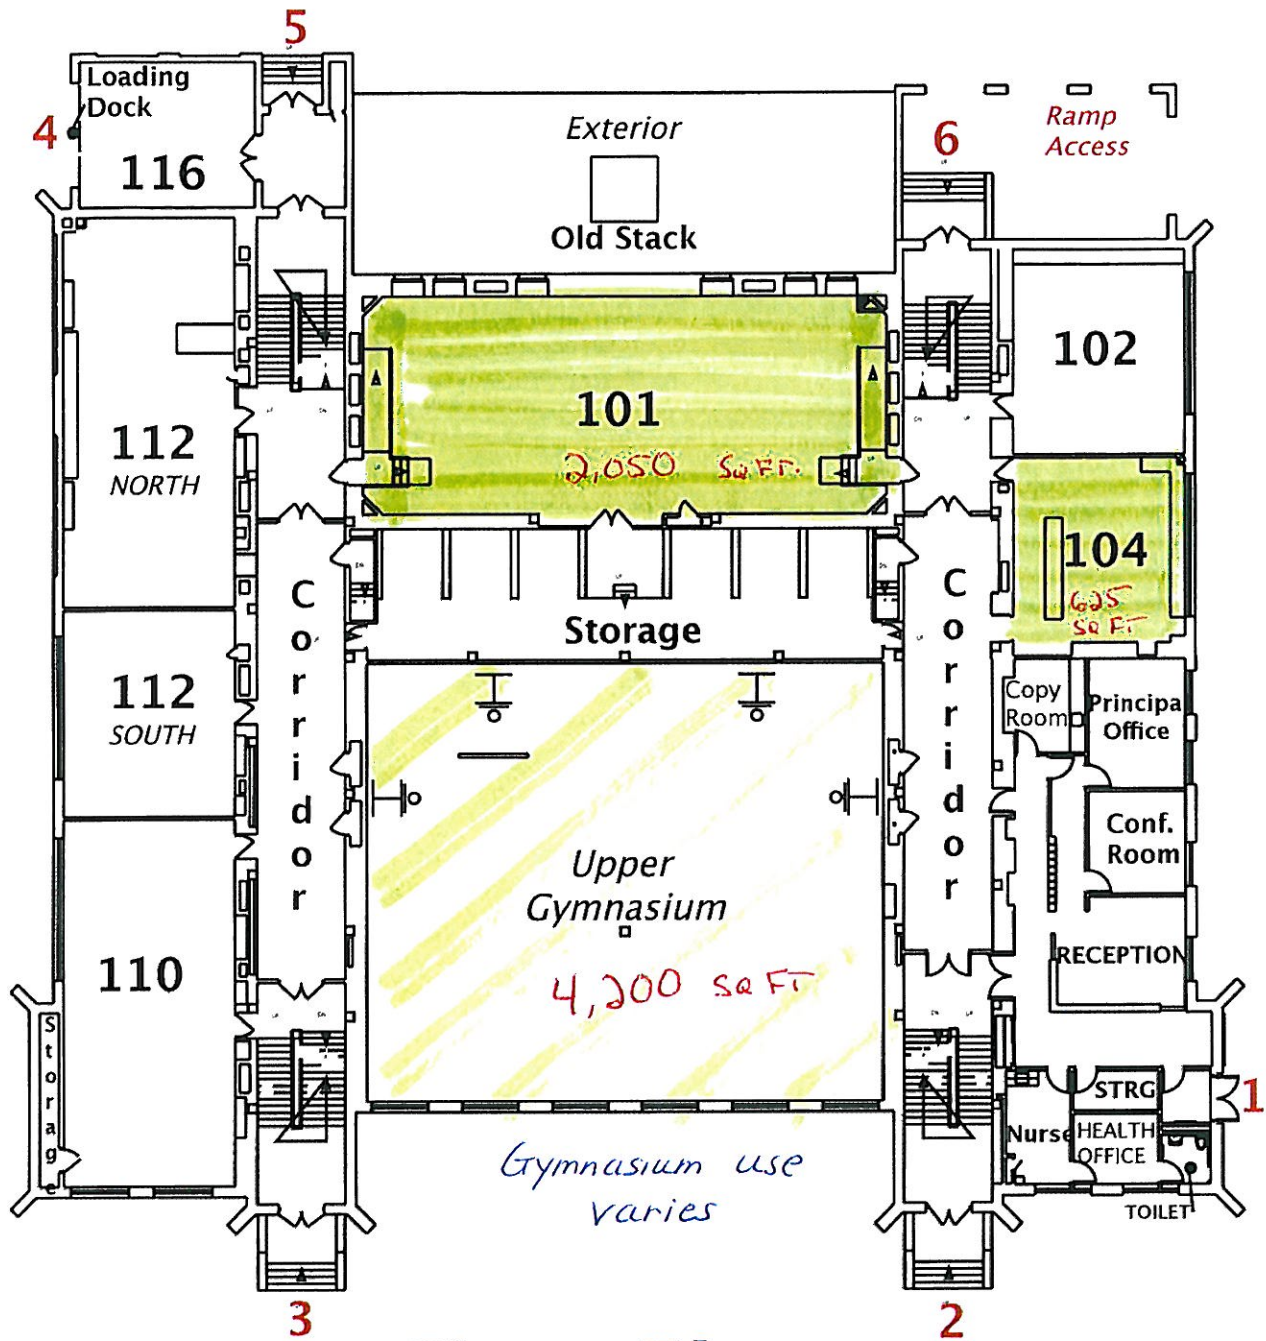 5
Loading
Dock
4
116
Exterior
Old Stack
6
Ramp
Access
112
NORTH
101
2,050 SQ FT.
102
104
625
SQ FT
Corridor
Corridor
Storage
112
SOUTH
Copy
Room
Principa
Office
Conf.
Room
Upper
Gymnasium
4,200 SQ FT
RECEPTION
110
Storage
STRG
1
Nurse
HEALTH
OFFICE
TOILET
Gymnasium use
varies
3
2